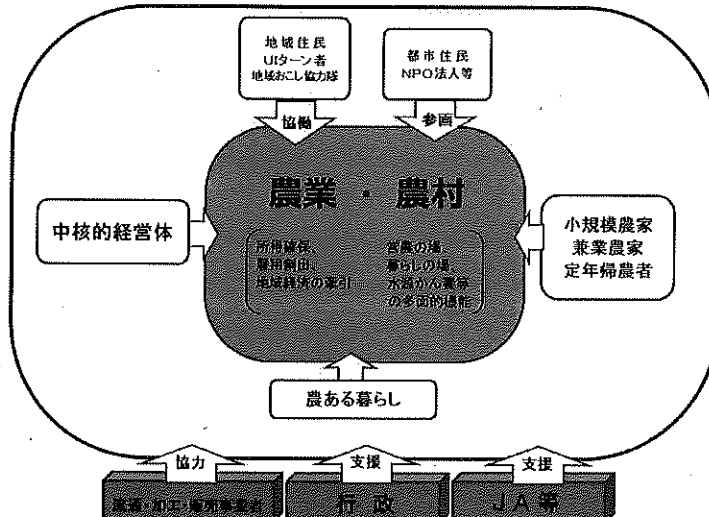 地域住民
UIターン者
地域おこし協力隊
都市住民
NPO法人等
協働
参画
農業・農村
中核的経営体
所得確保、
雇用創出、
地域経済の牽引
営農の場、
暮らしの場、
水源かん養等
の多面的機能
小規模農家
兼業農家
定年帰農者
農ある暮らし
協力
支援
支援
流通・加工・販売事業者
行政
JA等